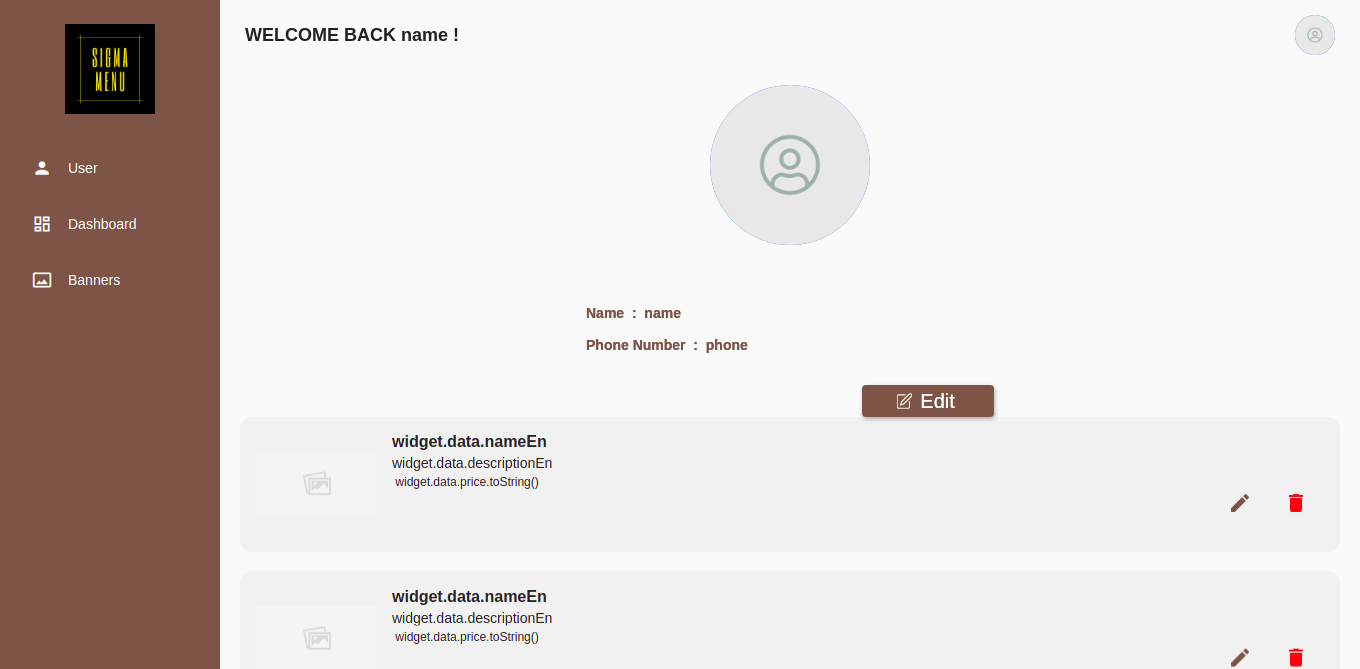 SIGMA
MENU
WELCOME BACK name !
User
Dashboard
Banners
Name : name
Phone Number : phone
Edit
widget.data.nameEn
widget.data.descriptionEn
widget.data.price.toString()
widget.data.nameEn
widget.data.descriptionEn
widget.data.price.toString()